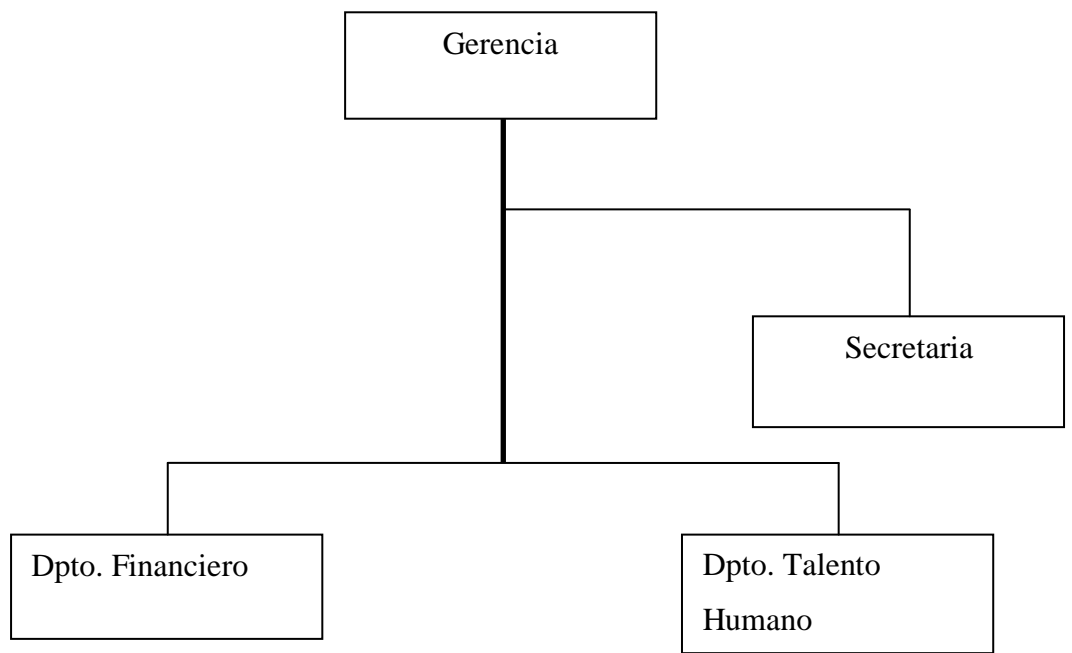 Gerencia
Secretaria
Dpto. Financiero
Dpto. Talento
Humano